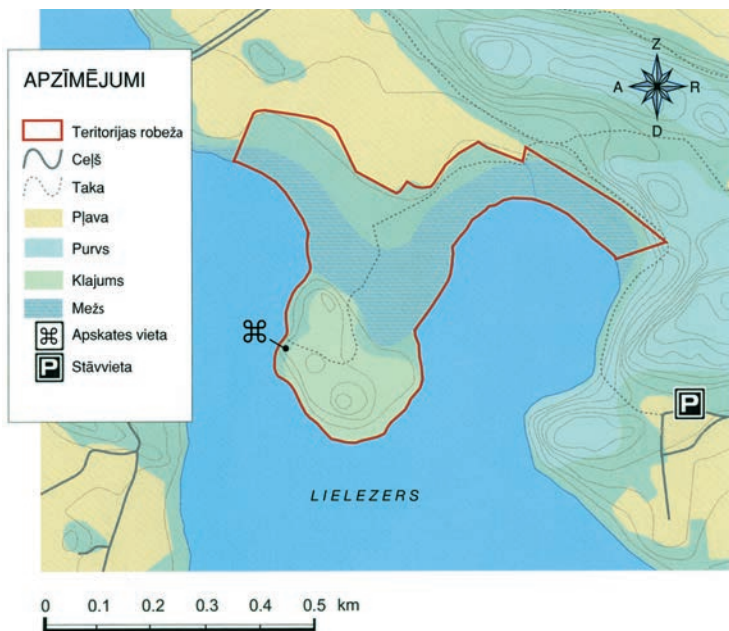 APZĪMĒJUMI
Teritorijas robeža
Ceļš
Taka
Pļava
Purvs
Klajums
Mežs
⌘ Apskates vieta
P Stāvvieta
Z
A R
D
⌘
P
LIELEZERS
0 0.1 0.2 0.3 0.4 0.5 km